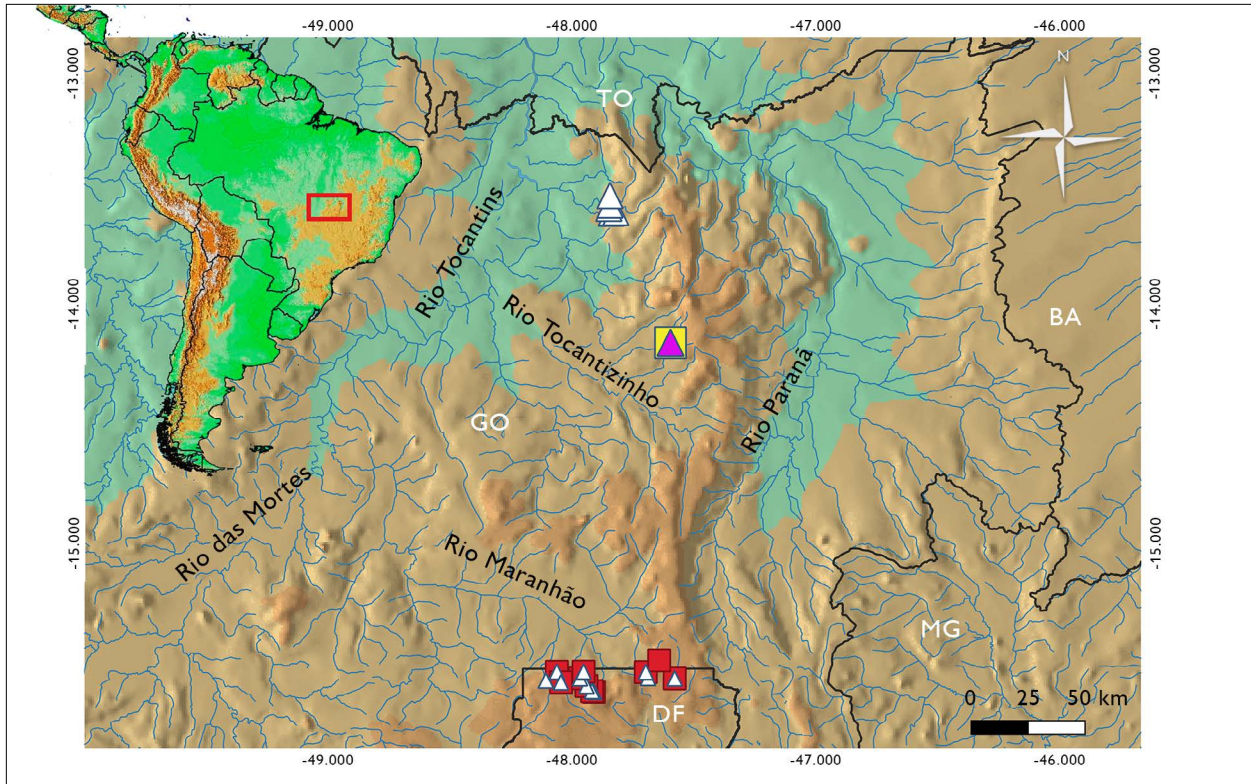 -49.000
-48.000
-47.000
-46.000
-13.000
-13.000
N
TO
Rio Tocantins
-14.000
-14.000
Rio Tocantizinho
BA
Rio Paranã
GO
Rio das Mortes
-15.000
-15.000
Rio Maranhão
MG
DF
0 25 50 km
-49.000
-48.000
-47.000
-46.000